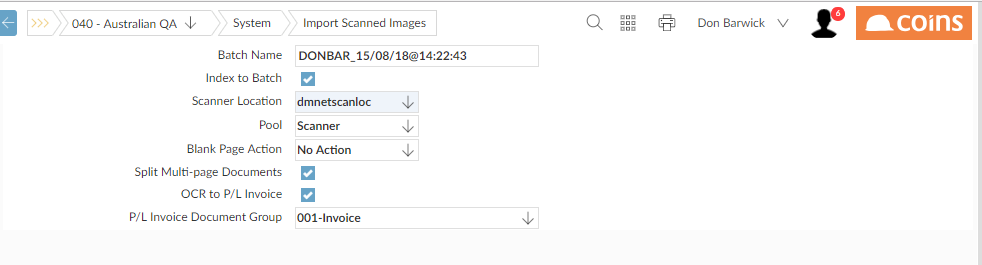 040 - Australian QA System Import Scanned Images Don Barwick 6 coins
Batch Name DONBAR_15/08/18@14:22:43
Index to Batch
Scanner Location dmnetscanloc
Pool Scanner
Blank Page Action No Action
Split Multi-page Documents
OCR to P/L Invoice
P/L Invoice Document Group 001-Invoice